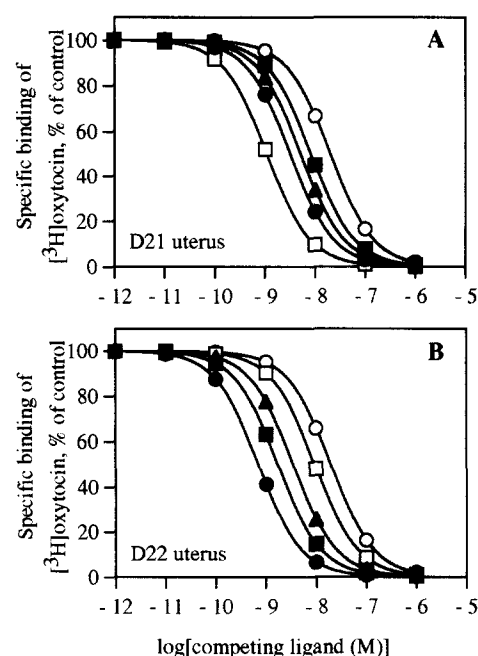 A
Specific binding of
[³H]oxytocin, % of control
100
80
60
40
20
0
D21 uterus
- 12 - 11 - 10 - 9 - 8 - 7 - 6 - 5
B
Specific binding of
[³H]oxytocin, % of control
100
80
60
40
20
0
D22 uterus
- 12 - 11 - 10 - 9 - 8 - 7 - 6 - 5
log[competing ligand (M)]